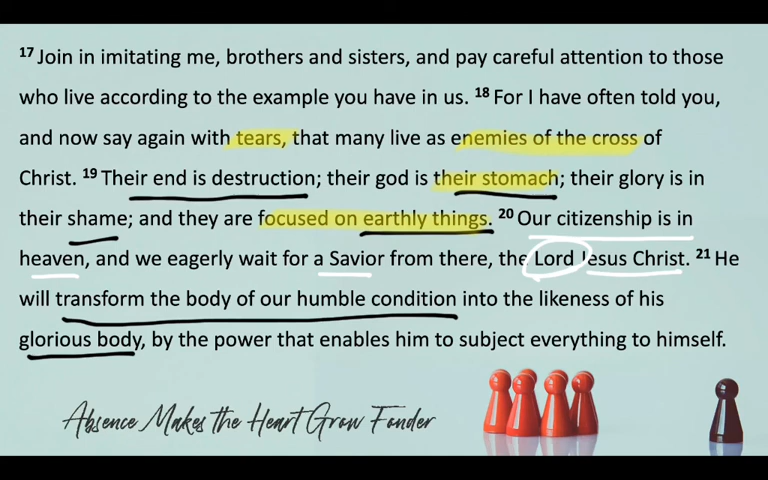 17 Join in imitating me, brothers and sisters, and pay careful attention to those
who live according to the example you have in us. 18 For I have often told you,
and now say again with tears, that many live as enemies of the cross of
Christ. 19 Their end is destruction; their god is their stomach; their glory is in
their shame; and they are focused on earthly things. 20 Our citizenship is in
heaven, and we eagerly wait for a Savior from there, the Lord Jesus Christ. 21 He
will transform the body of our humble condition into the likeness of his
glorious body, by the power that enables him to subject everything to himself.
Absence Makes the Heart Grow Fonder